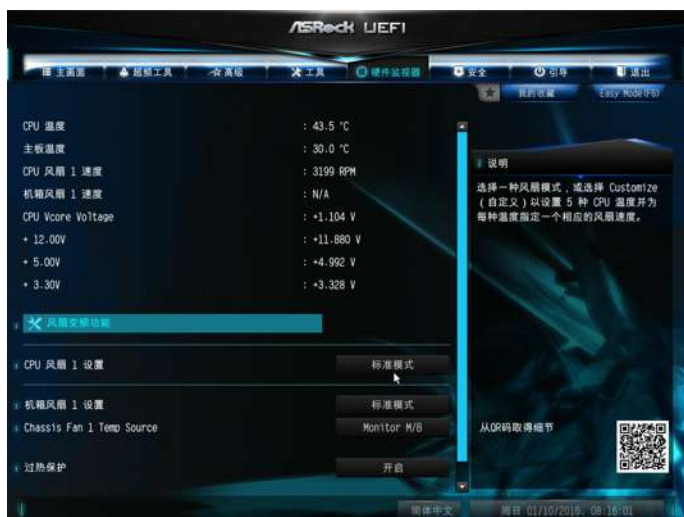 ASRock UEFI
主画面 超频工具 高级 工具 硬件监视器 安全 引导 退出
我的收藏 Easy Mode(F6)
CPU 温度 : 43.5 °C
主板温度 : 30.0 °C
CPU 风扇 1 速度 : 3199 RPM
机箱风扇 1 速度 : N/A
CPU Vcore Voltage : +1.104 V
+ 12.00V : +11.880 V
+ 5.00V : +4.992 V
+ 3.30V : +3.328 V
风扇变频功能
CPU 风扇 1 设置 标准模式
机箱风扇 1 设置 标准模式
Chassis Fan 1 Temp Source Monitor M/B
过热保护 开启
说明
选择一种风扇模式，或选择 Customize
(自定义)以设置 5 种 CPU 温度并为
每种温度指定一个相应的风扇速度。
从QR码取得细节
简体中文 周日 01/10/2016. 08:16:01